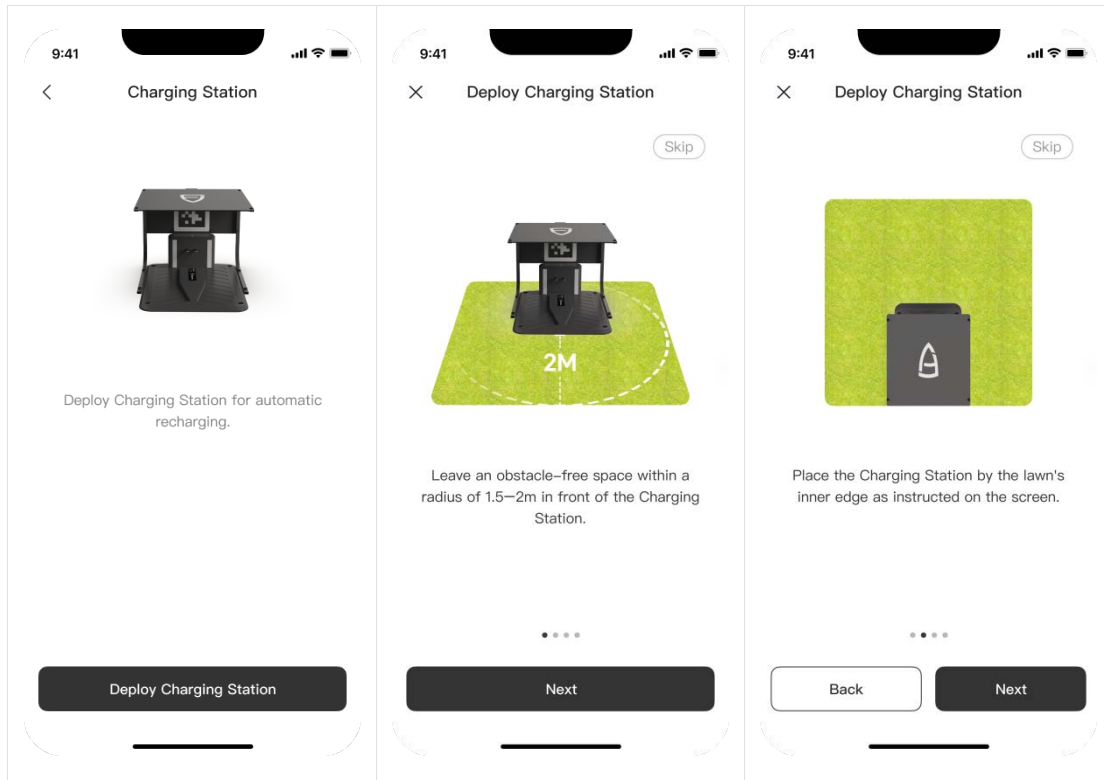 9:41
Charging Station
Deploy Charging Station for automatic
recharging.
Deploy Charging Station
9:41
Deploy Charging Station
Skip
2M
Leave an obstacle-free space within a
radius of 1.5—2m in front of the Charging
Station.
Next
9:41
Deploy Charging Station
Skip
Place the Charging Station by the lawn's
inner edge as instructed on the screen.
Back
Next